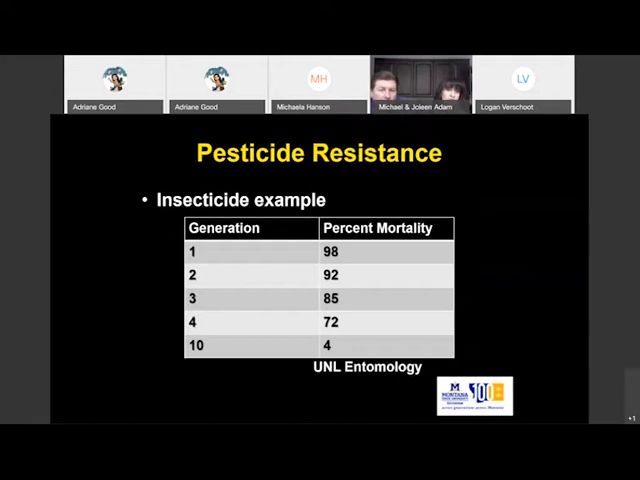 MH
LV
Adriane Good
Adriane Good
Michaela Hanson
Michael & Joleen Adam
Logan Verschoot
Pesticide Resistance
• Insecticide example
Generation Percent Mortality
1 98
2 92
3 85
4 72
10 4
UNL Entomology
M
MONTANA
100
+1